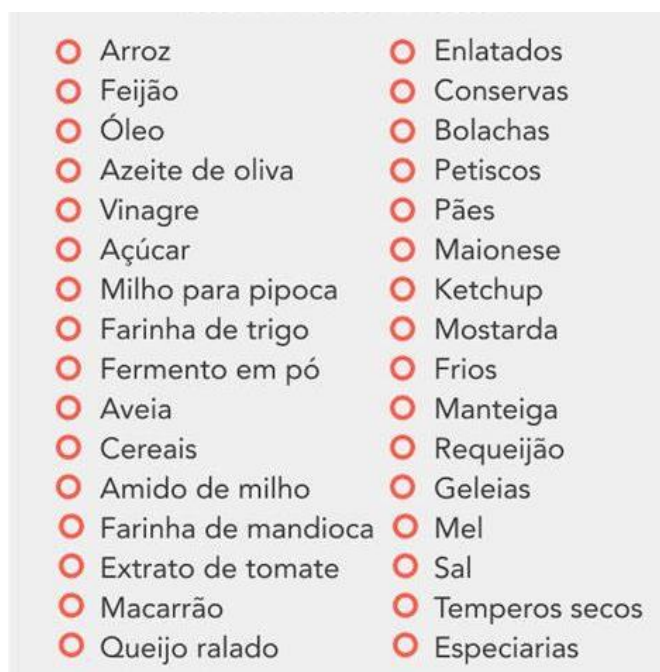 Arroz
Feijão
Óleo
Azeite de oliva
Vinagre
Açúcar
Milho para pipoca
Farinha de trigo
Fermento em pó
Aveia
Cereais
Amido de milho
Farinha de mandioca
Extrato de tomate
Macarrão
Queijo ralado
Enlatados
Conservas
Bolachas
Petiscos
Pães
Maionese
Ketchup
Mostarda
Frios
Manteiga
Requeijão
Geleias
Mel
Sal
Temperos secos
Especiarias